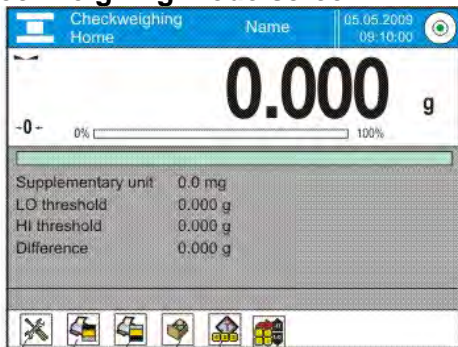 Checkweighing
Home
Name
05.05.2009
09:10:00
0.000 g
-0-
0% 100%
Supplementary unit 0.0 mg
LO threshold 0.000 g
HI threshold 0.000 g
Difference 0.000 g